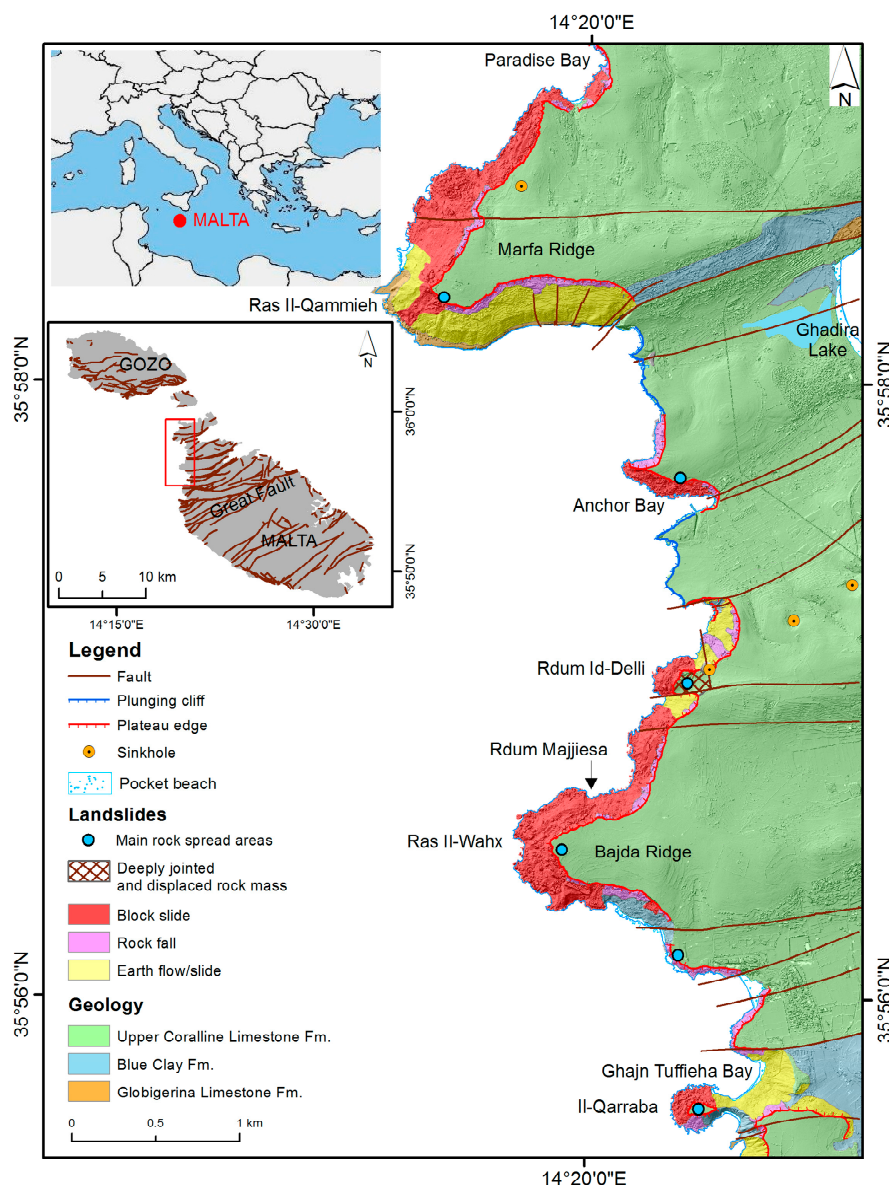 14°20'0"E
Paradise Bay
N
MALTA
Marfa Ridge
Ras Il-Qammieh
Ghadira
Lake
35°58'0"N
35°58'0"N
GOZO
N
36°0'0"N
Great Fault
MALTA
0 5 10 km
35°50'0"N
14°15'0"E
14°30'0"E
Anchor Bay
Legend
Fault
Plunging cliff
Plateau edge
Sinkhole
Pocket beach
Landslides
Main rock spread areas
Deeply jointed
and displaced rock mass
Block slide
Rock fall
Earth flow/slide
Geology
Upper Coralline Limestone Fm.
Blue Clay Fm.
Globigerina Limestone Fm.
0 0.5 1 km
Rdum Id-Delli
Rdum Majjiesa
Ras Il-Wahx
Bajda Ridge
35°56'0"N
35°56'0"N
Ghajn Tuffieha Bay
Il-Qarraba
14°20'0"E